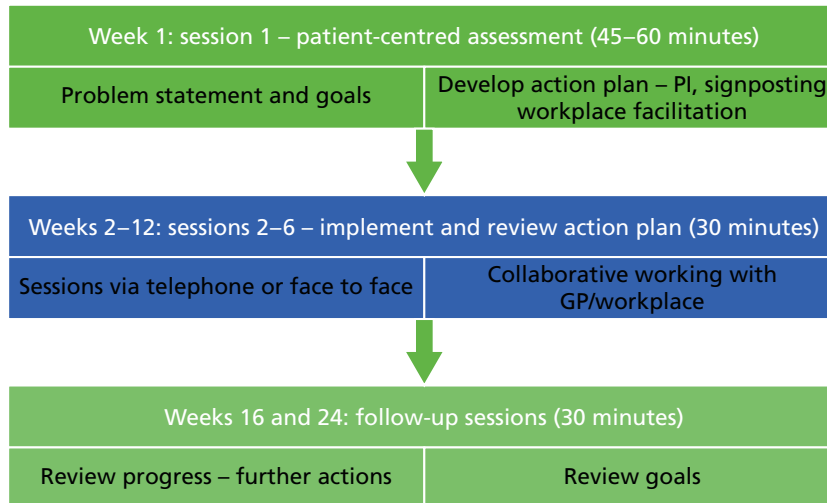 Week 1: session 1 – patient-centred assessment (45–60 minutes)
Problem statement and goals
Develop action plan – PI, signposting
workplace facilitation
Weeks 2–12: sessions 2–6 – implement and review action plan (30 minutes)
Sessions via telephone or face to face
Collaborative working with
GP/workplace
Weeks 16 and 24: follow-up sessions (30 minutes)
Review progress – further actions
Review goals